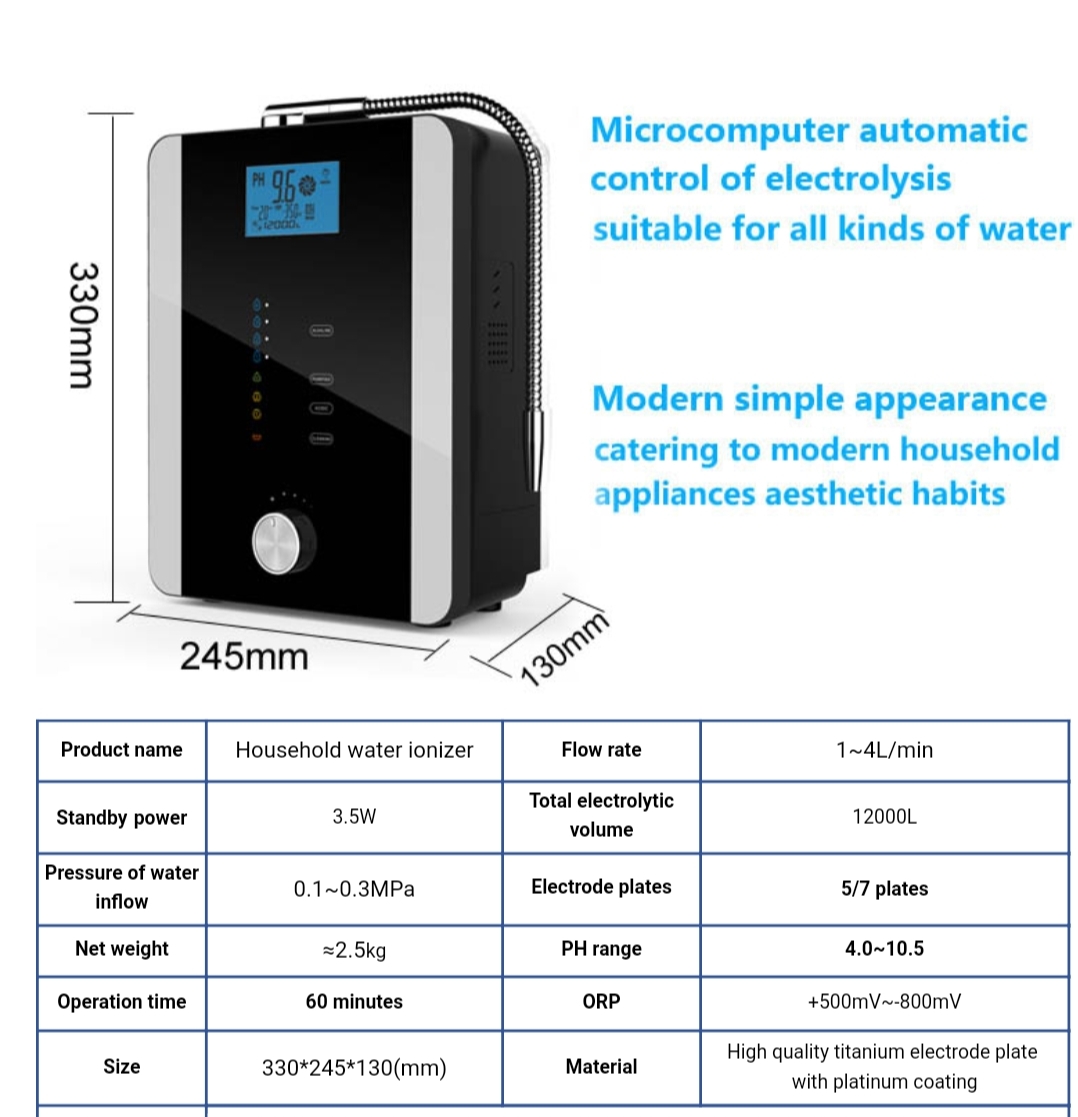 Microcomputer automatic
control of electrolysis
suitable for all kinds of water
PH 9.6
330mm
Modern simple appearance
catering to modern household
appliances aesthetic habits
245mm
130mm
Product name Household water ionizer Flow rate 1~4L/min
Standby power 3.5W Total electrolytic
volume 12000L
Pressure of water
inflow 0.1~0.3MPa Electrode plates 5/7 plates
Net weight ≈2.5kg PH range 4.0~10.5
Operation time 60 minutes ORP +500mV~-800mV
Size 330*245*130(mm) Material High quality titanium electrode plate
with platinum coating